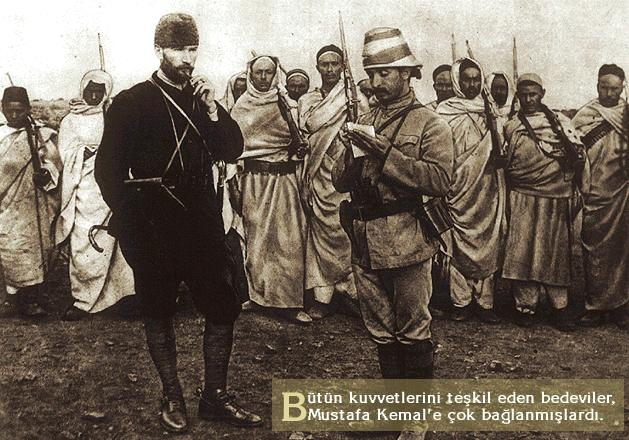 Bütün kuvvetlerini teşkil eden bedeviler,
Mustafa Kemal'e çok bağlanmışlardı.